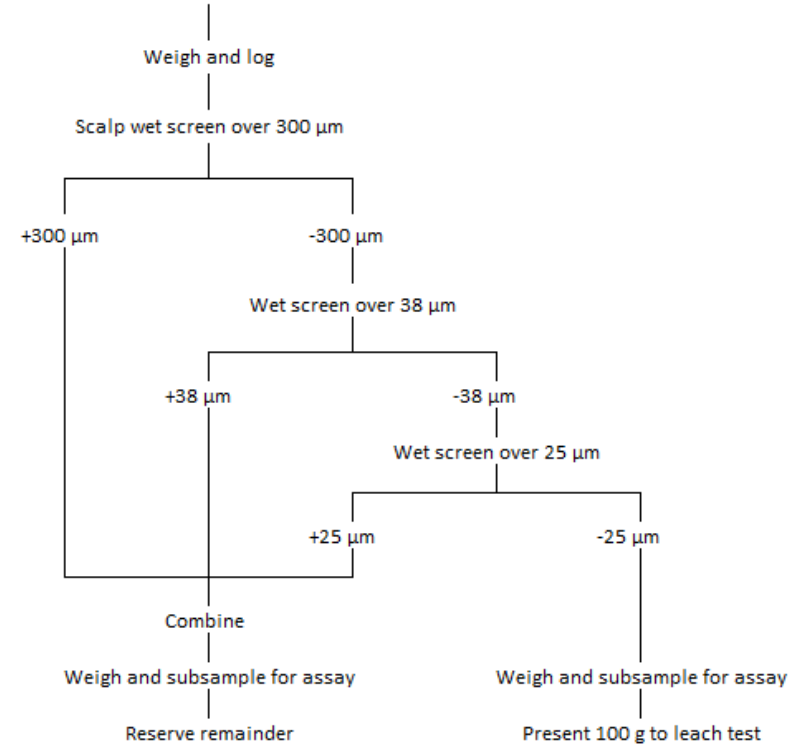 Weigh and log
Scalp wet screen over 300 µm
+300 µm
-300 µm
Wet screen over 38 µm
+38 µm
-38 µm
Wet screen over 25 µm
+25 µm
-25 µm
Combine
Weigh and subsample for assay
Weigh and subsample for assay
Reserve remainder
Present 100 g to leach test